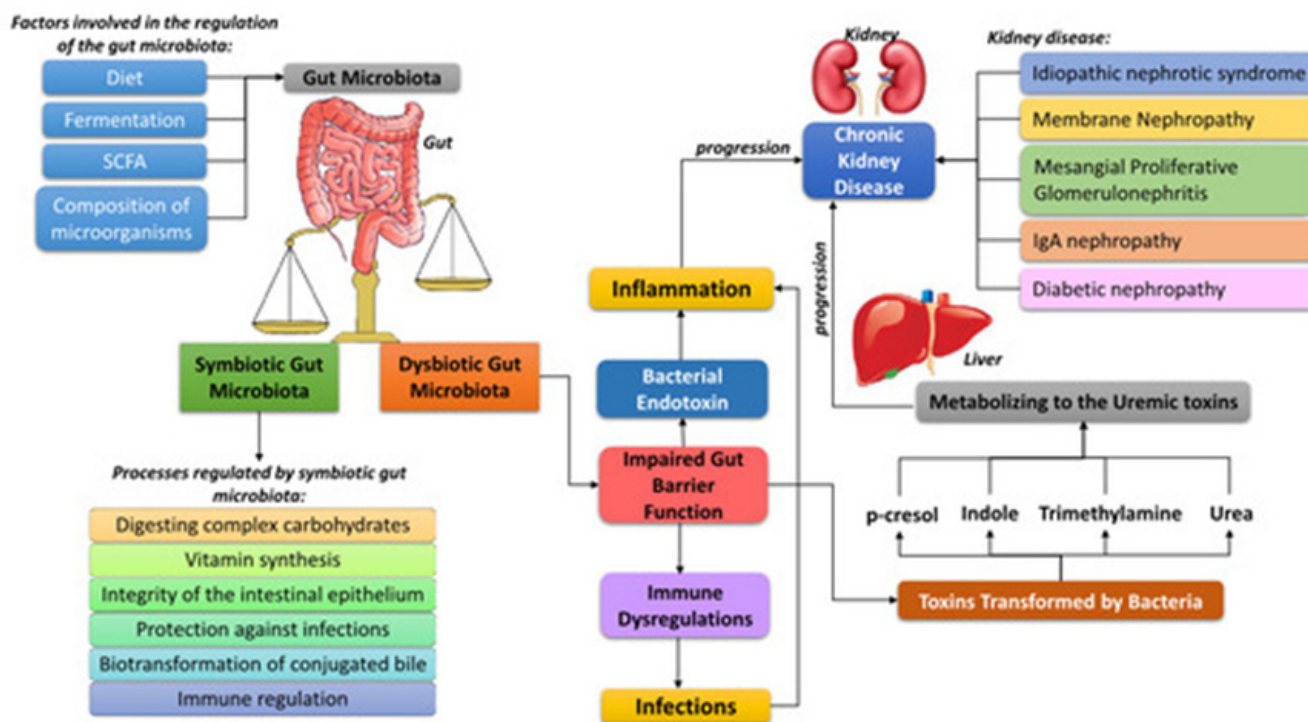 Factors involved in the regulation
of the gut microbiota:
Diet
Fermentation
SCFA
Composition of
microorganisms
Gut Microbiota
Gut
Symbiotic Gut
Microbiota
Dysbiotic Gut
Microbiota
Processes regulated by symbiotic gut
microbiota:
Digesting complex carbohydrates
Vitamin synthesis
Integrity of the intestinal epithelium
Protection against infections
Biotransformation of conjugated bile
Immune regulation
Inflammation
Bacterial
Endotoxin
Impaired Gut
Barrier
Function
Immune
Dysregulations
Infections
progression
Kidney
Chronic
Kidney
Disease
progression
Kidney disease:
Idiopathic nephrotic syndrome
Membrane Nephropathy
Mesangial Proliferative
Glomerulonephritis
IgA nephropathy
Diabetic nephropathy
Liver
Metabolizing to the Uremic toxins
p-cresol Indole Trimethylamine Urea
Toxins Transformed by Bacteria